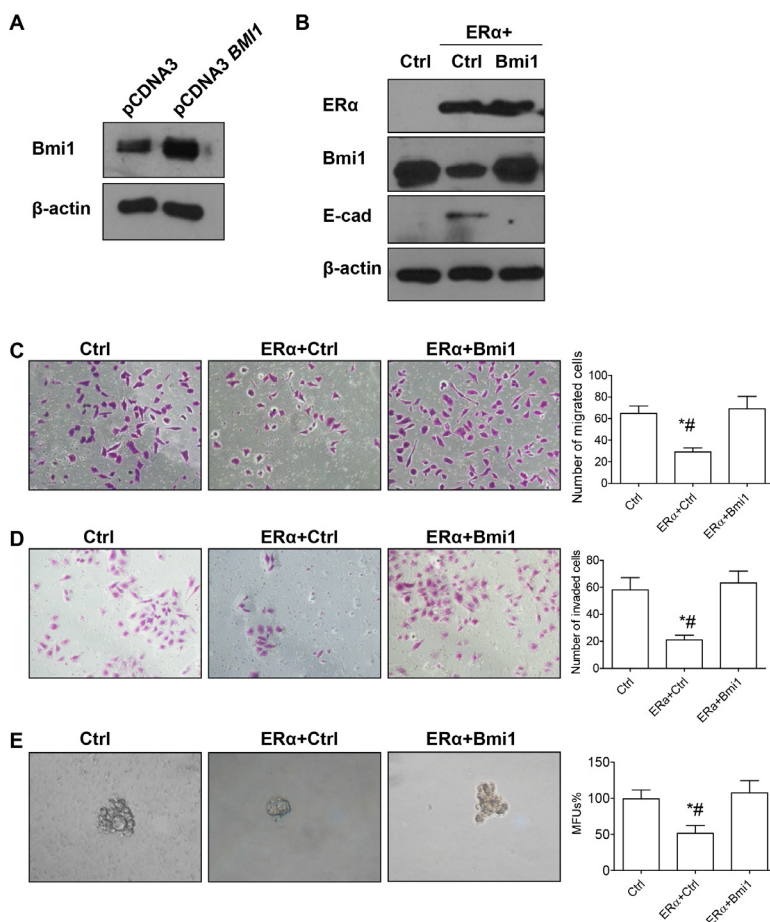 A
pCDNA3
pCDNA3 BMI1
Bmi1
β-actin
B
ERα+
Ctrl Ctrl Bmi1
ERα
Bmi1
E-cad
β-actin
C
Ctrl
ERα+Ctrl
ERα+Bmi1
Number of migrated cells
100
80
60
40
20
0
*#
Ctrl
ERα+Ctrl
ERα+Bmi1
D
Ctrl
ERα+Ctrl
ERα+Bmi1
Number of invaded cells
80
60
40
20
0
*#
Ctrl
ERa+Ctrl
ERa+Bmi1
E
Ctrl
ERα+Ctrl
ERα+Bmi1
MFUs%
150
100
50
0
*#
Ctrl
ERα+Ctrl
ERα+Bmi1